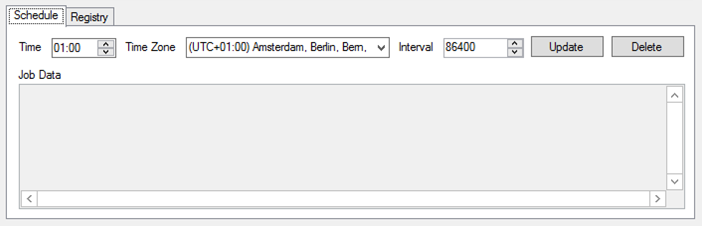 Schedule Registry
Time 01:00 Time Zone (UTC+01:00) Amsterdam, Berlin, Bern, Interval 86400 Update Delete
Job Data